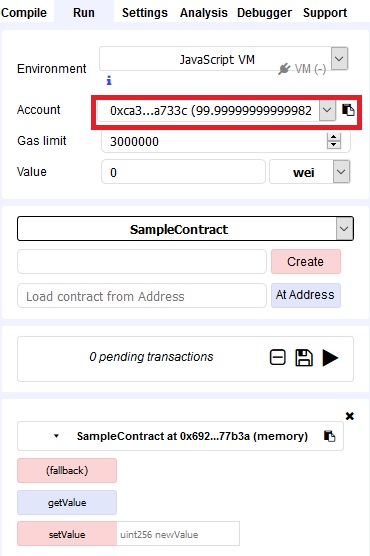 Compile Run Settings Analysis Debugger Support
Environment JavaScript VM VM (-)
i
Account 0xca3...a733c (99.99999999999982
Gas limit 3000000
Value 0 wei
SampleContract
Create
Load contract from Address At Address
0 pending transactions
SampleContract at 0x692...77b3a (memory)
(fallback)
getValue
setValue uint256 newValue